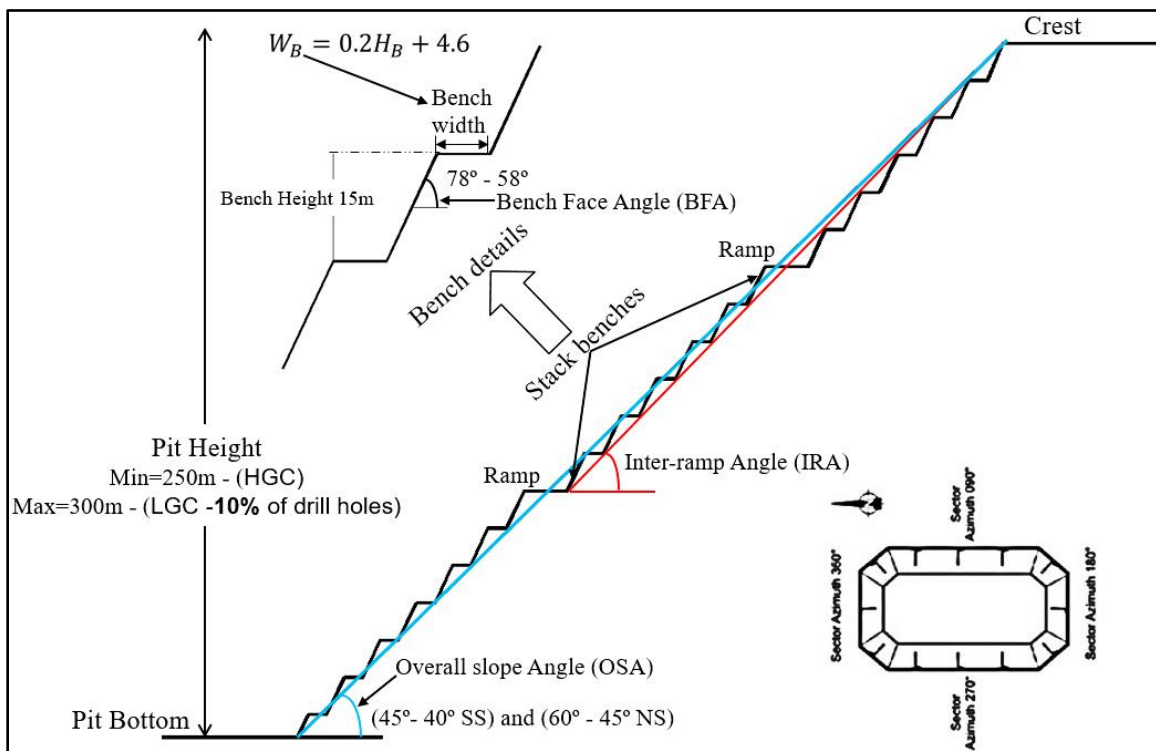 Crest
W_B = 0.2H_B + 4.6
Bench
width
Bench Height 15m
78º - 58º
Bench Face Angle (BFA)
Bench details
Stack benches
Ramp
Pit Height
Min=250m - (HGC)
Max=300m - (LGC -10% of drill holes)
Ramp
Inter-ramp Angle (IRA)
Sector
Azimuth 090°
Sector Azimuth 360°
Sector Azimuth 180°
Sector
Azimuth 270°
Overall slope Angle (OSA)
(45º- 40º SS) and (60º - 45º NS)
Pit Bottom